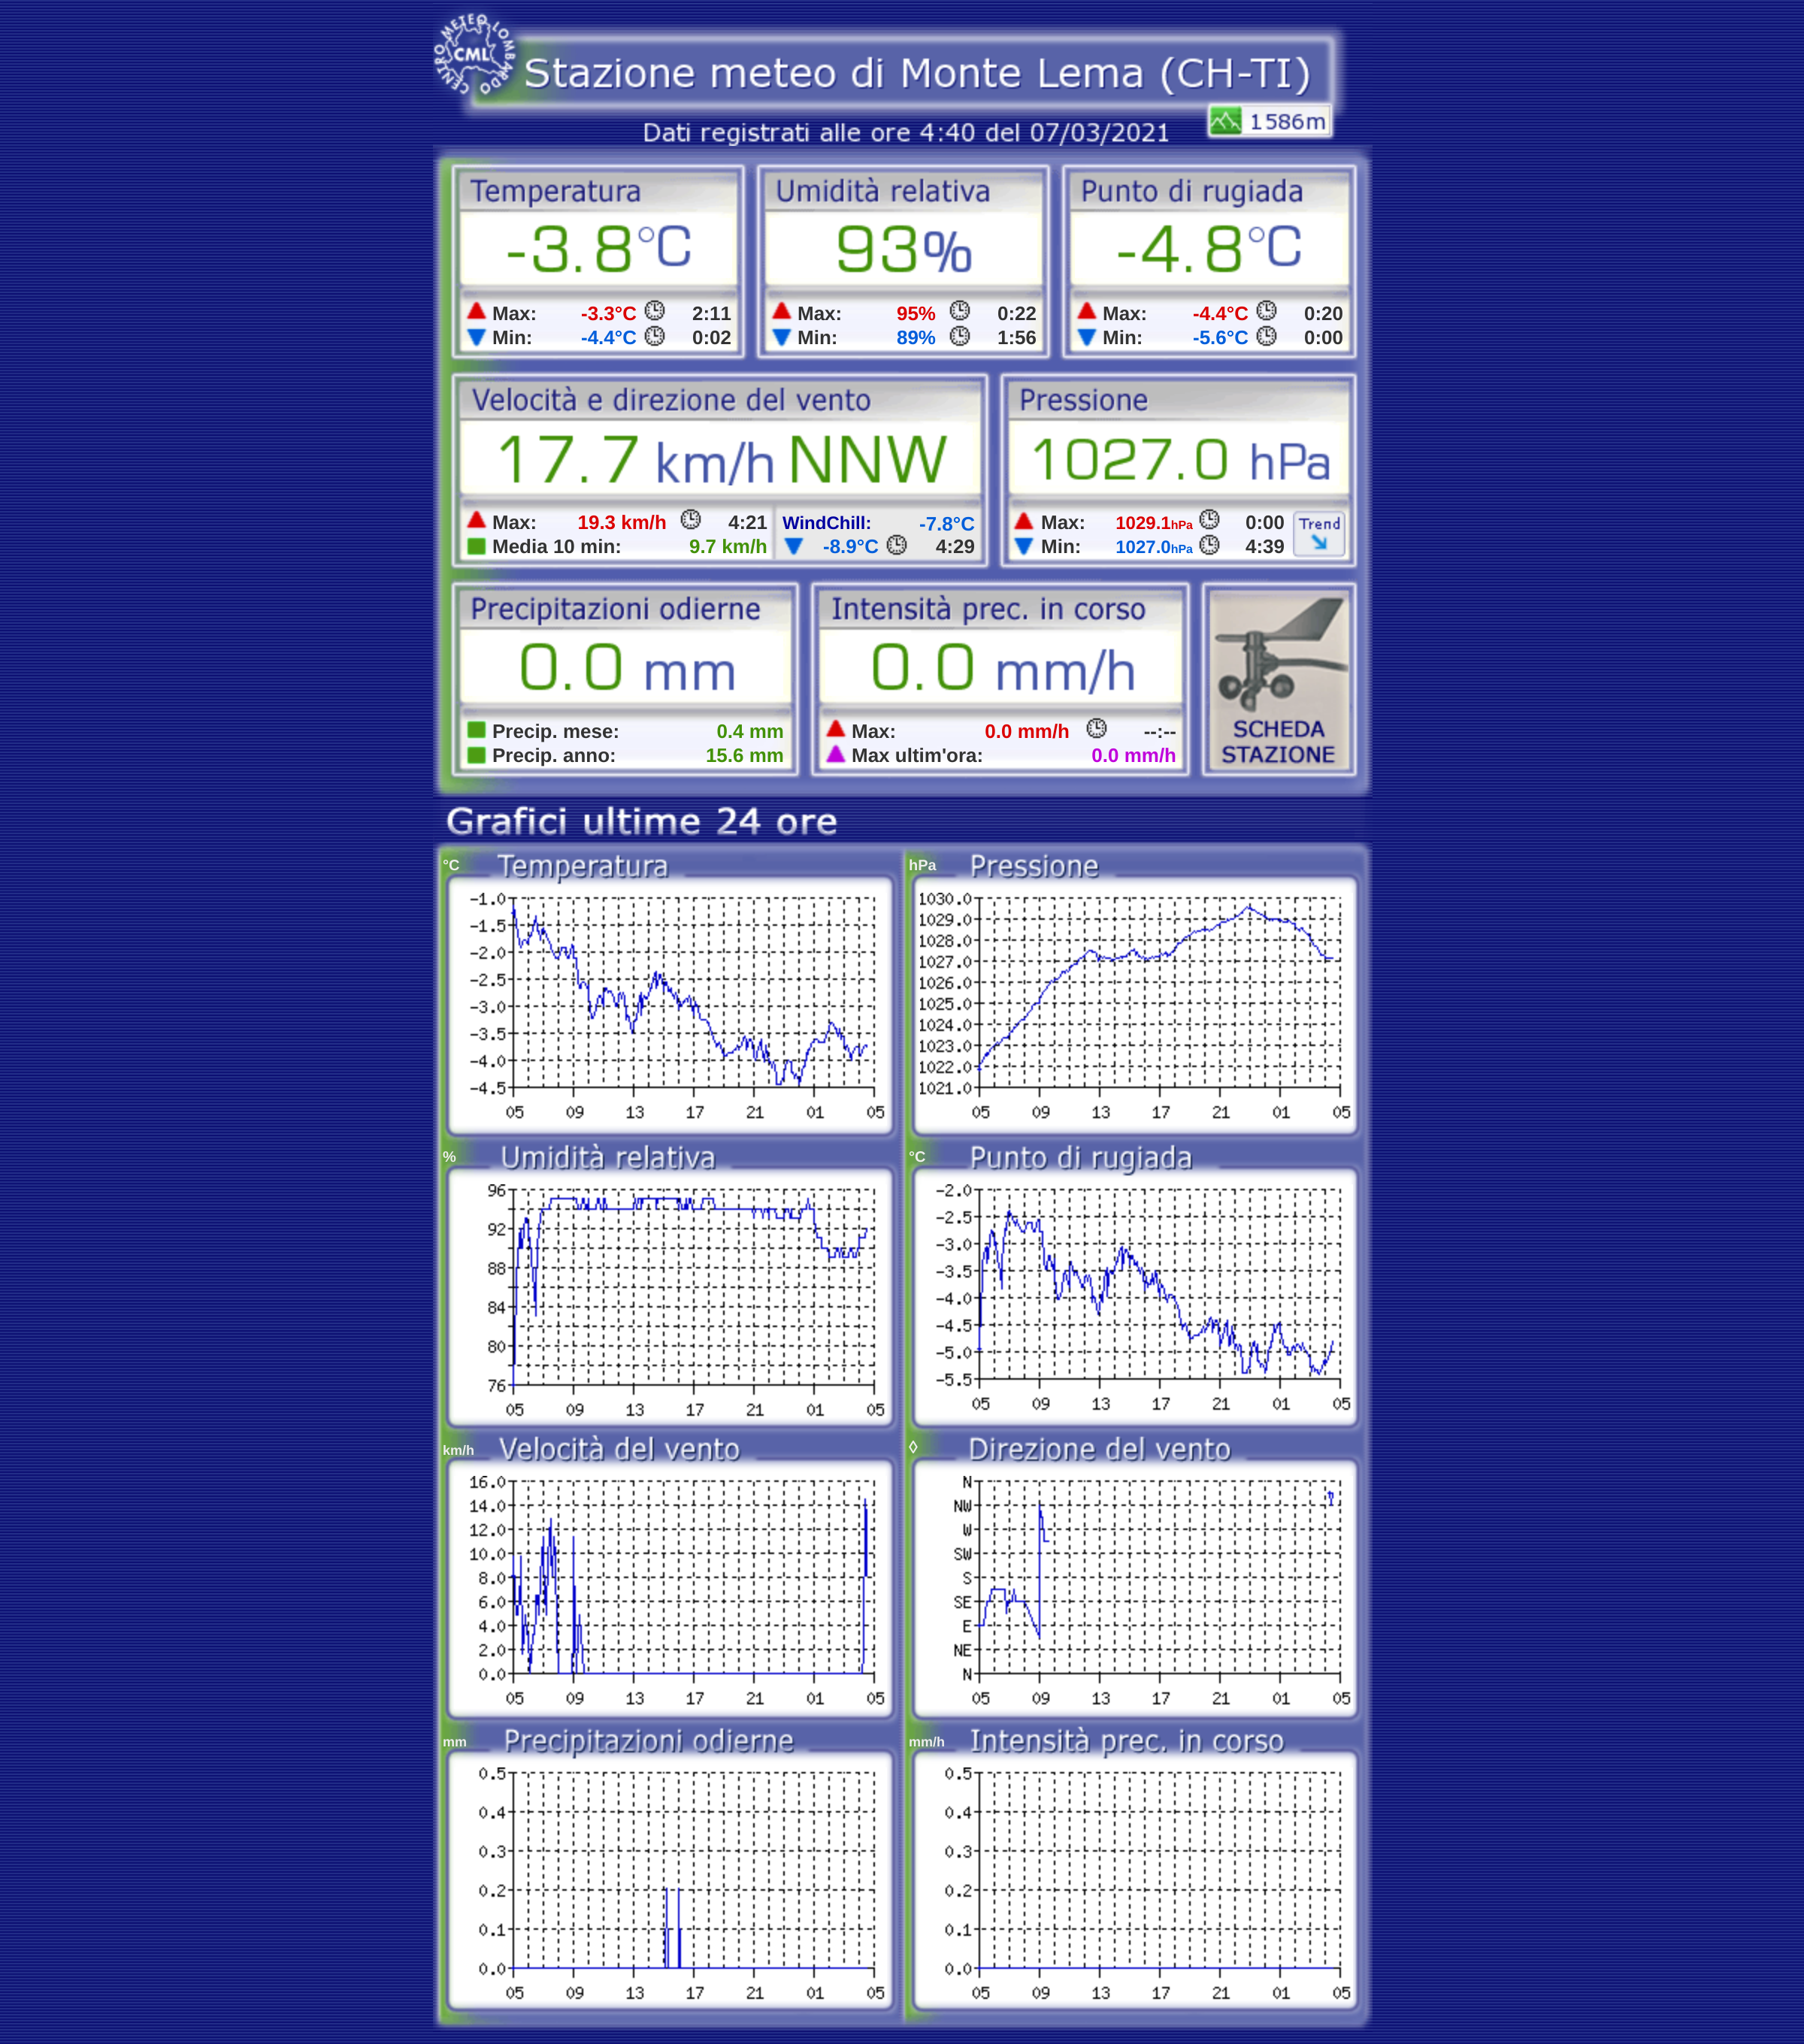 CENTRO METEO LOMBARDO
CML
Stazione meteo di Monte Lema (CH-TI)
1586m
Dati registrati alle ore 4:40 del 07/03/2021
Temperatura
-3.8°C
Max: -3.3°C 2:11
Min: -4.4°C 0:02
Umidità relativa
93%
Max: 95% 0:22
Min: 89% 1:56
Punto di rugiada
-4.8°C
Max: -4.4°C 0:20
Min: -5.6°C 0:00
Velocità e direzione del vento
17.7 km/h NNW
Max: 19.3 km/h 4:21
Media 10 min: 9.7 km/h
WindChill: -7.8°C
-8.9°C 4:29
Pressione
1027.0 hPa
Max: 1029.1hPa 0:00
Min: 1027.0hPa 4:39
Trend
Precipitazioni odierne
0.0 mm
Precip. mese: 0.4 mm
Precip. anno: 15.6 mm
Intensità prec. in corso
0.0 mm/h
Max: 0.0 mm/h --:--
Max ultim'ora: 0.0 mm/h
SCHEDA
STAZIONE
Grafici ultime 24 ore
°C Temperatura
-1.0
-1.5
-2.0
-2.5
-3.0
-3.5
-4.0
-4.5
05 09 13 17 21 01 05
hPa Pressione
1030.0
1029.0
1028.0
1027.0
1026.0
1025.0
1024.0
1023.0
1022.0
1021.0
05 09 13 17 21 01 05
% Umidità relativa
96
92
88
84
80
76
05 09 13 17 21 01 05
°C Punto di rugiada
-2.0
-2.5
-3.0
-3.5
-4.0
-4.5
-5.0
-5.5
05 09 13 17 21 01 05
km/h Velocità del vento
16.0
14.0
12.0
10.0
8.0
6.0
4.0
2.0
0.0
05 09 13 17 21 01 05
◊ Direzione del vento
N
NW
W
SW
S
SE
E
NE
N
05 09 13 17 21 01 05
mm Precipitazioni odierne
0.5
0.4
0.3
0.2
0.1
0.0
05 09 13 17 21 01 05
mm/h Intensità prec. in corso
0.5
0.4
0.3
0.2
0.1
0.0
05 09 13 17 21 01 05